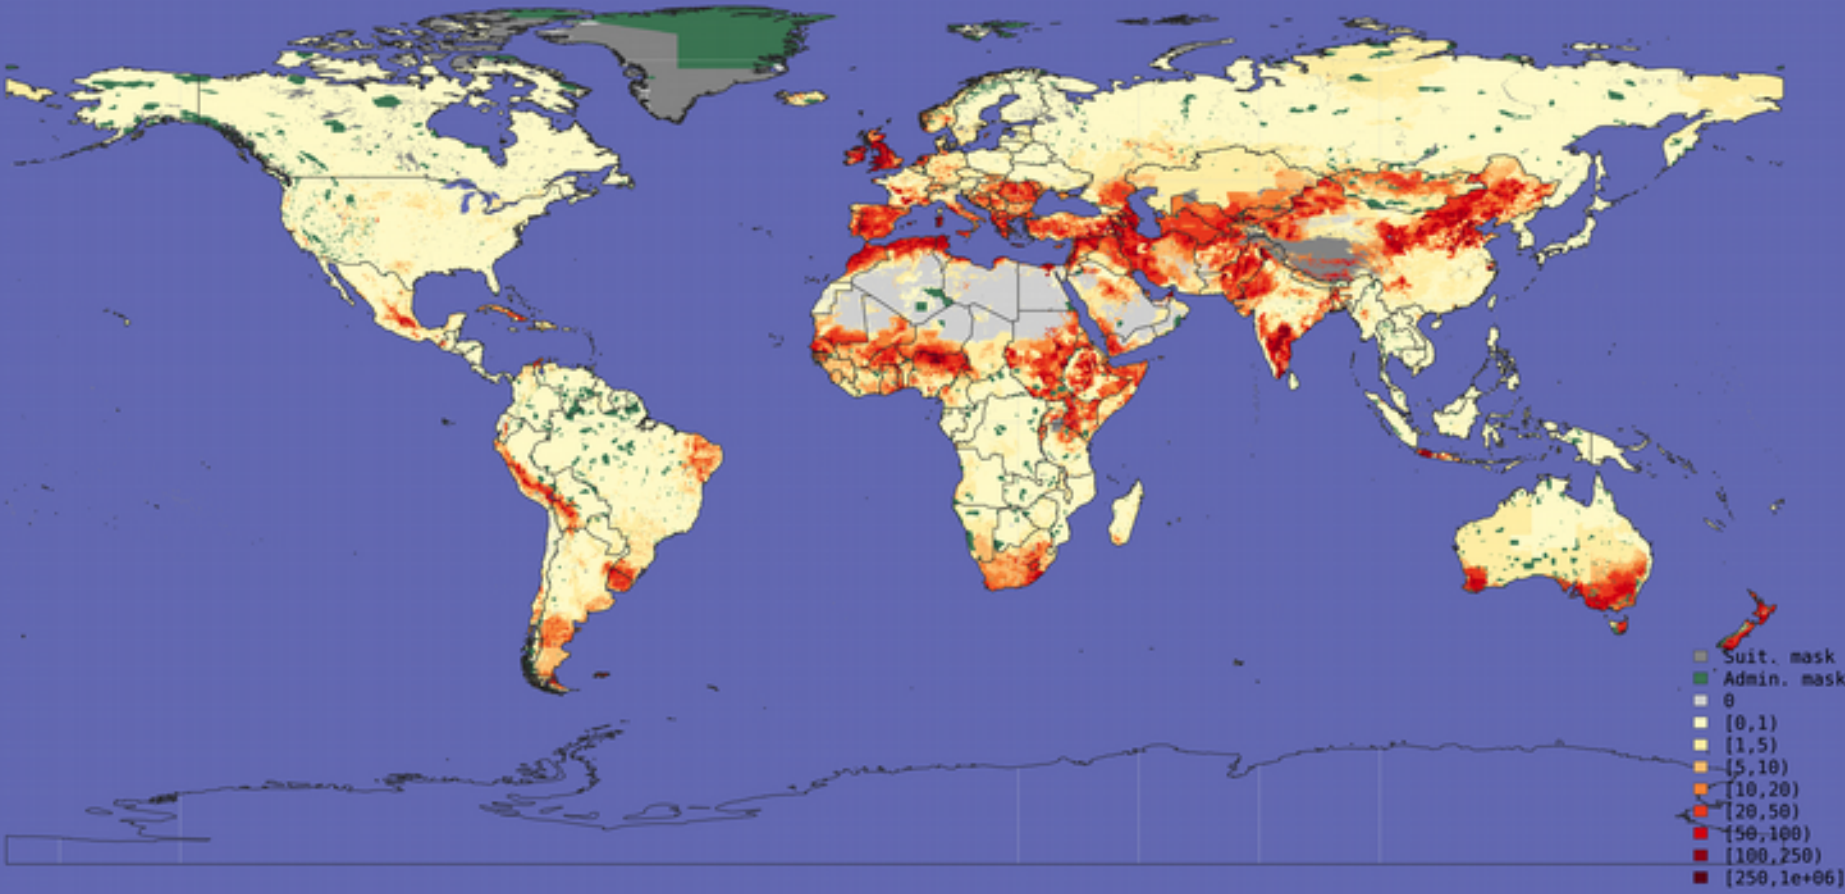 Suit. mask
Admin. mask
0
[0,1)
[1,5)
[5,10)
[10,20)
[20,50)
[50,100)
[100,250)
[250,1e+06]